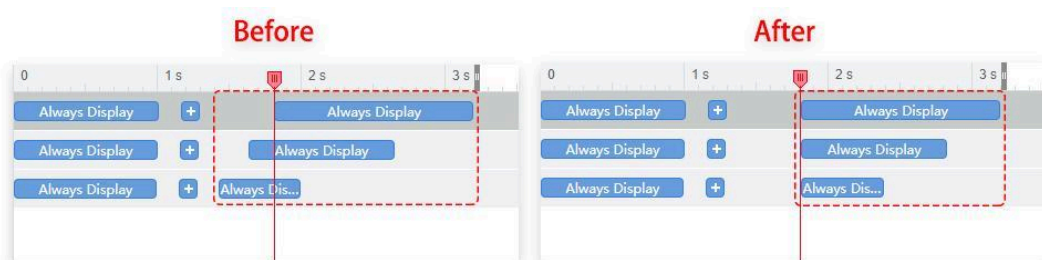 Before After
0 1 s 2 s 3 s 0 1 s 2 s 3 s
Always Display + Always Display Always Display + Always Display
Always Display + Always Display Always Display + Always Display
Always Display + Always Dis... Always Display + Always Dis...